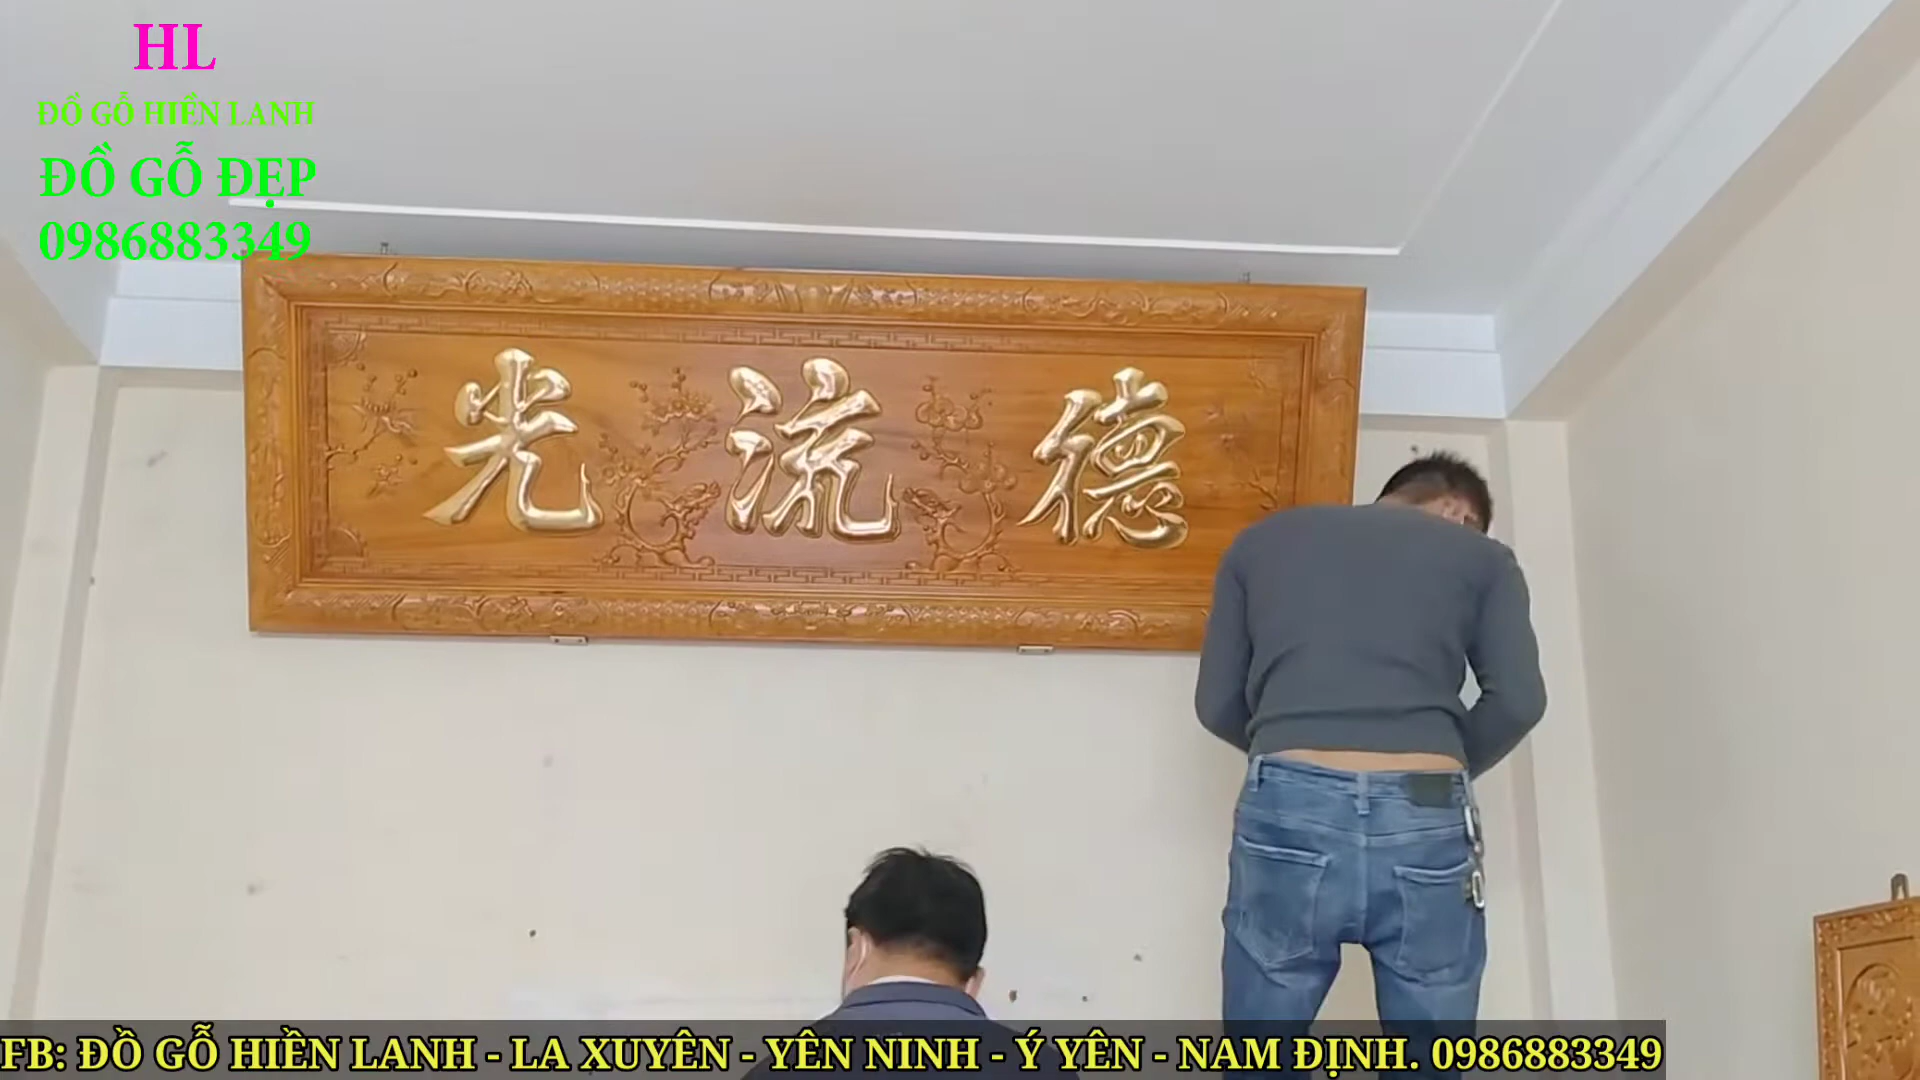 HL
ĐỒ GỖ HIỀN LANH
ĐỒ GỖ ĐẸP
0986883349
德流光
FB: ĐỒ GỖ HIỀN LANH - LA XUYÊN - YÊN NINH - Ý YÊN - NAM ĐỊNH. 0986883349